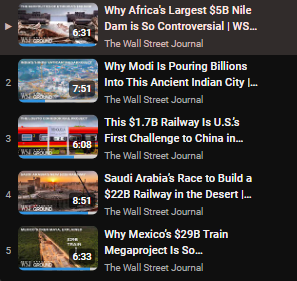 6:31
Why Africa's Largest $5B Nile
Dam is So Controversial | WS...
The Wall Street Journal
2
7:51
Why Modi Is Pouring Billions
Into This Ancient Indian City |...
The Wall Street Journal
3
6:08
This $1.7B Railway Is U.S.'s
First Challenge to China in...
The Wall Street Journal
4
8:51
Saudi Arabia's Race to Build a
$22B Railway in the Desert |...
The Wall Street Journal
5
6:33
Why Mexico's $29B Train
Megaproject Is So...
The Wall Street Journal